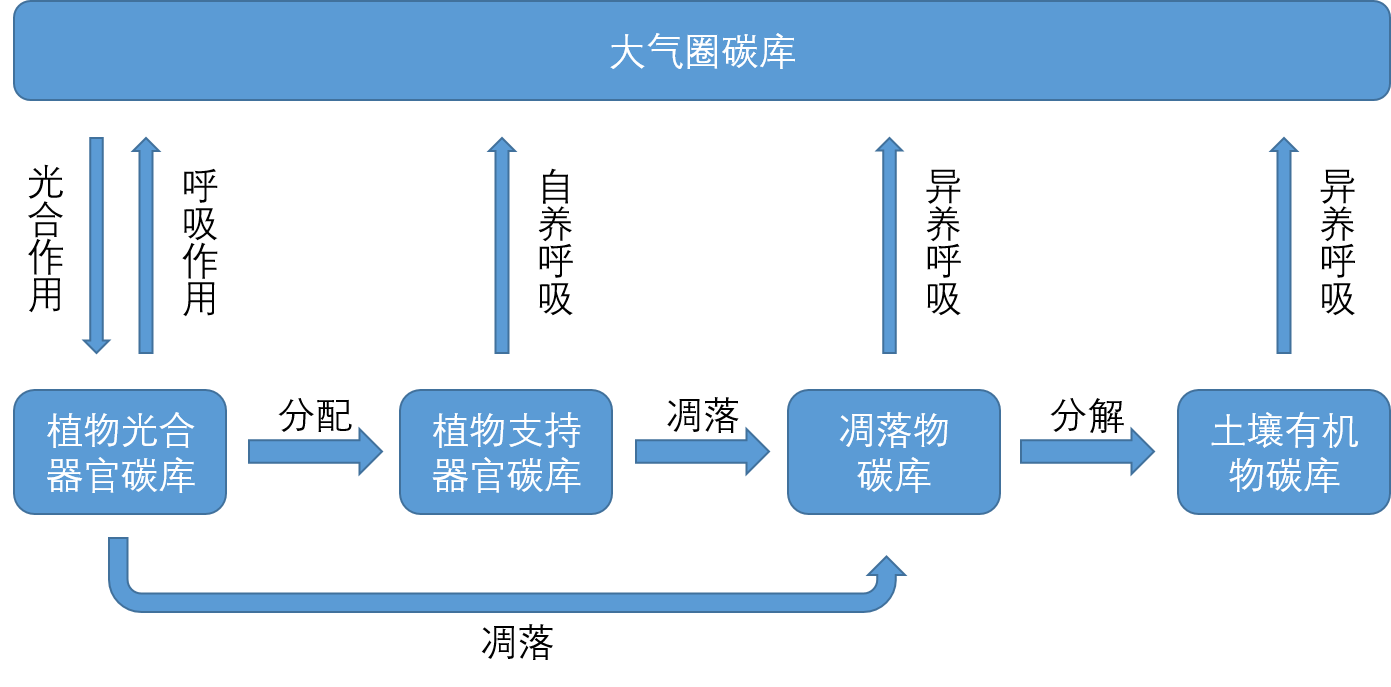 大气圈碳库
光合作用
呼吸作用
自养呼吸
异养呼吸
异养呼吸
植物光合
器官碳库
分配
植物支持
器官碳库
凋落
凋落物
碳库
分解
土壤有机
物碳库
凋落